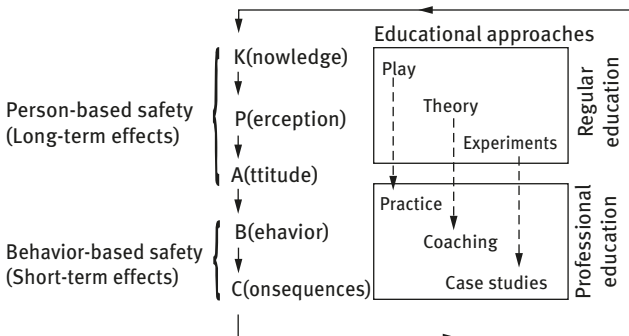 Educational approaches
K(nowledge)
P(erception)
A(ttitude)
B(ehavior)
C(onsequences)
Person-based safety
(Long-term effects)
Behavior-based safety
(Short-term effects)
Play
Theory
Experiments
Regular
education
Practice
Coaching
Case studies
Professional
education